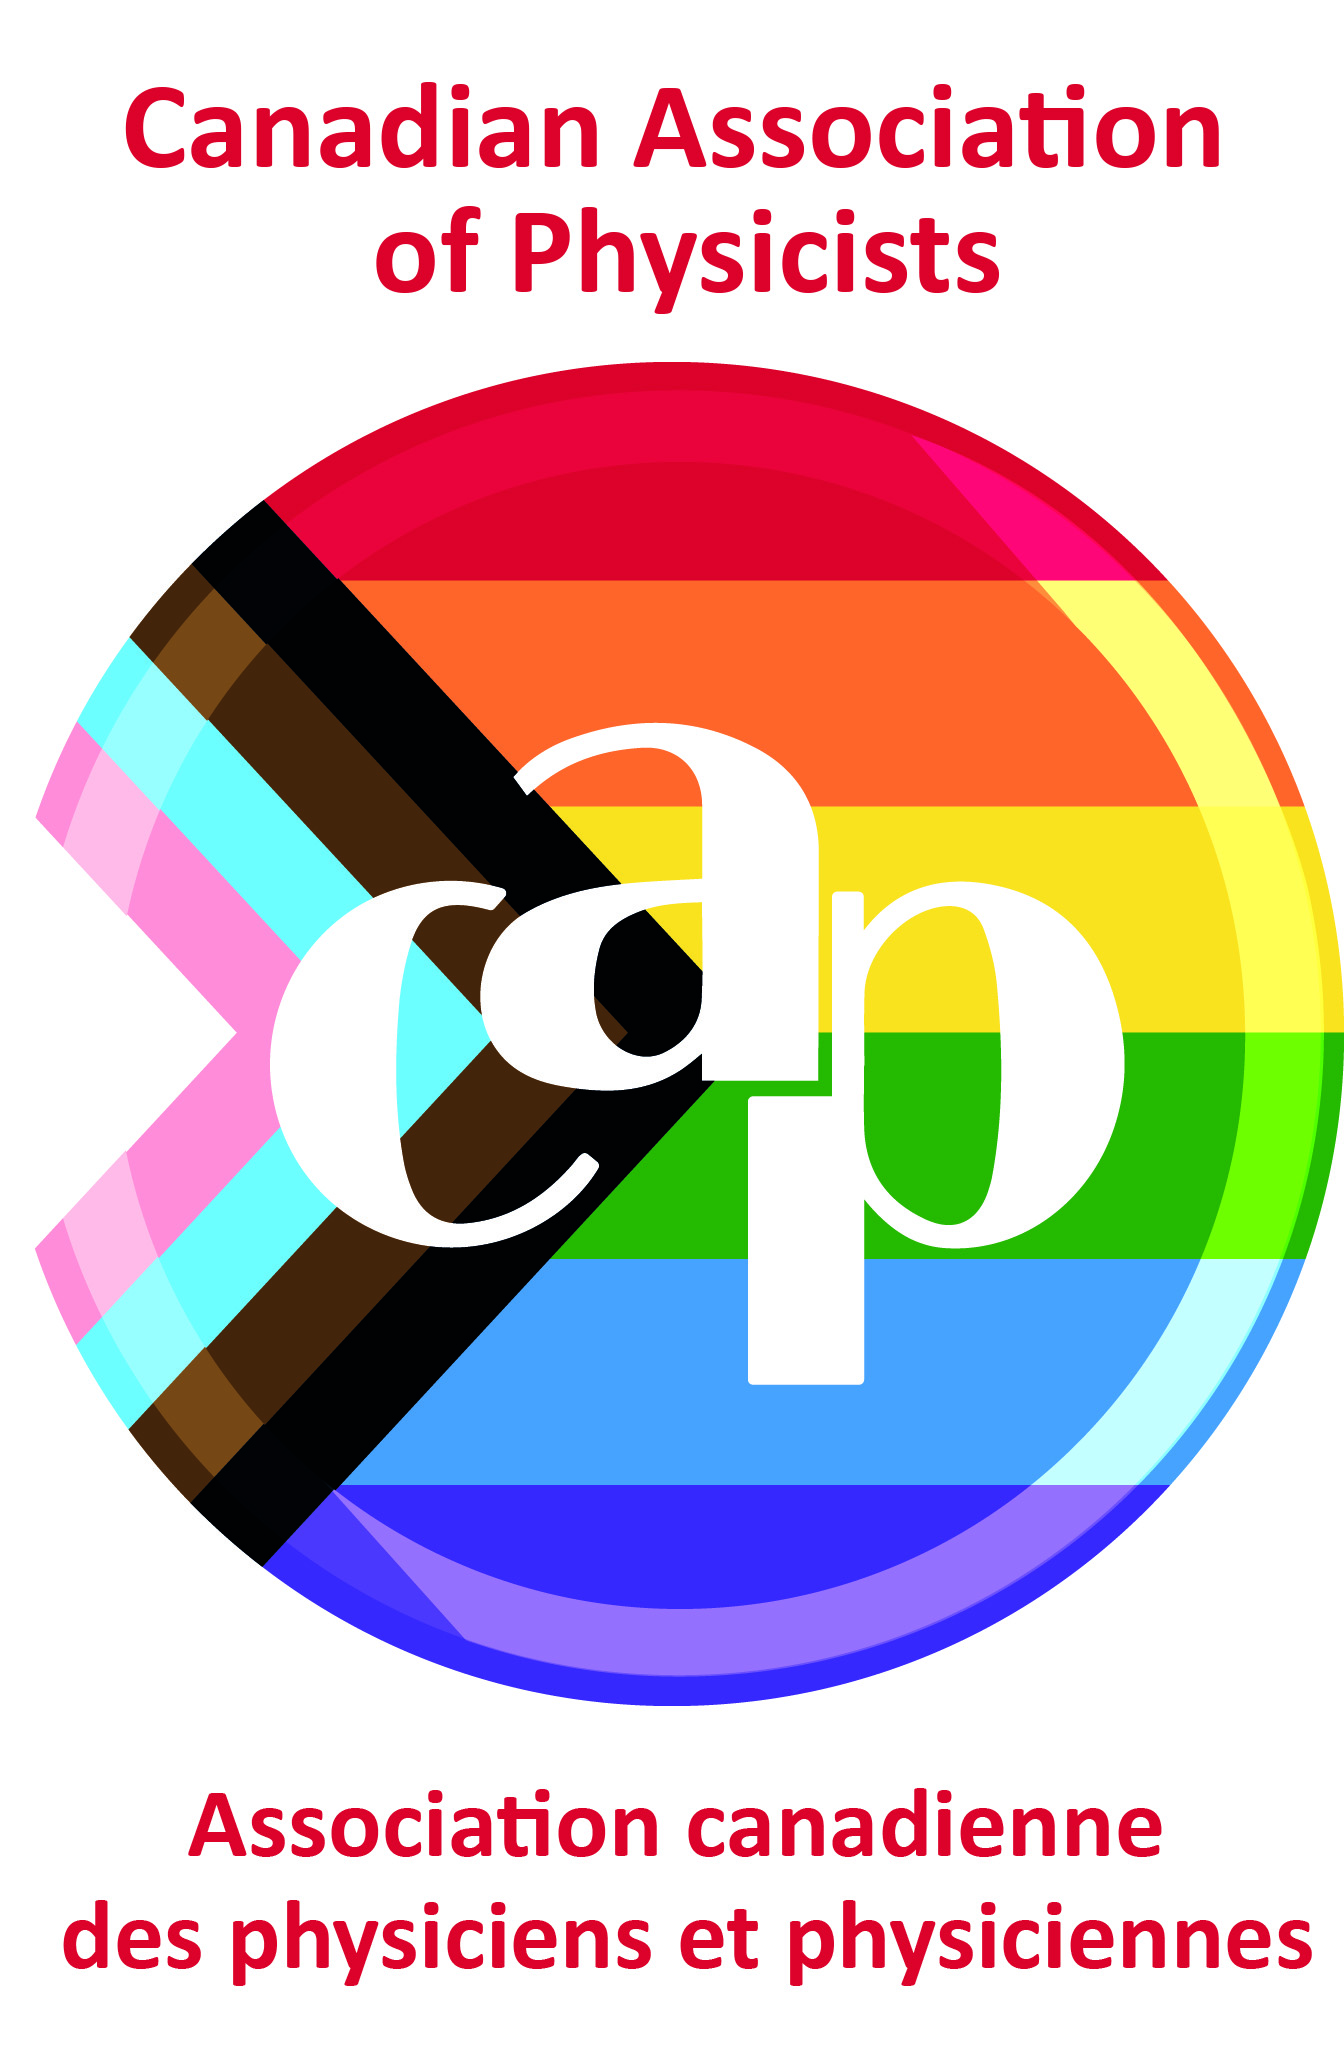 Canadian Association
of Physicists
cap
Association canadienne
des physiciens et physiciennes